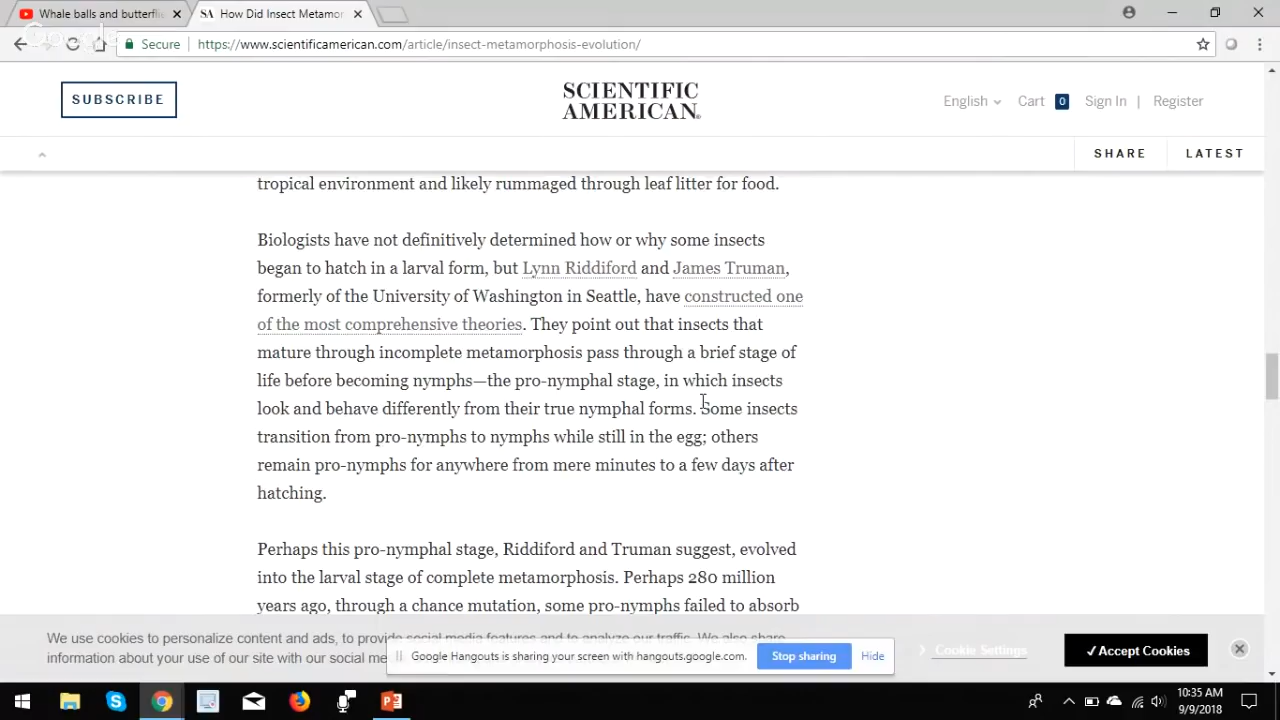 Whale balls and butterfli
SA How Did Insect Metamor
Secure https://www.scientificamerican.com/article/insect-metamorphosis-evolution/
SUBSCRIBE
SCIENTIFIC
AMERICAN
English
Cart 0
Sign In | Register
SHARE
LATEST
tropical environment and likely rummaged through leaf litter for food.
Biologists have not definitively determined how or why some insects
began to hatch in a larval form, but Lynn Riddiford and James Truman,
formerly of the University of Washington in Seattle, have constructed one
of the most comprehensive theories. They point out that insects that
mature through incomplete metamorphosis pass through a brief stage of
life before becoming nymphs—the pro-nymphal stage, in which insects
look and behave differently from their true nymphal forms. Some insects
transition from pro-nymphs to nymphs while still in the egg; others
remain pro-nymphs for anywhere from mere minutes to a few days after
hatching.
Perhaps this pro-nymphal stage, Riddiford and Truman suggest, evolved
into the larval stage of complete metamorphosis. Perhaps 280 million
years ago, through a chance mutation, some pro-nymphs failed to absorb
We use cookies to personalize content and ads, to provide social media features and to analyze our traffic. We also share
information about your use of our site with our social me
Google Hangouts is sharing your screen with hangouts.google.com.
Stop sharing
Hide
Cookie Settings
✓Accept Cookies
10:35 AM
9/9/2018